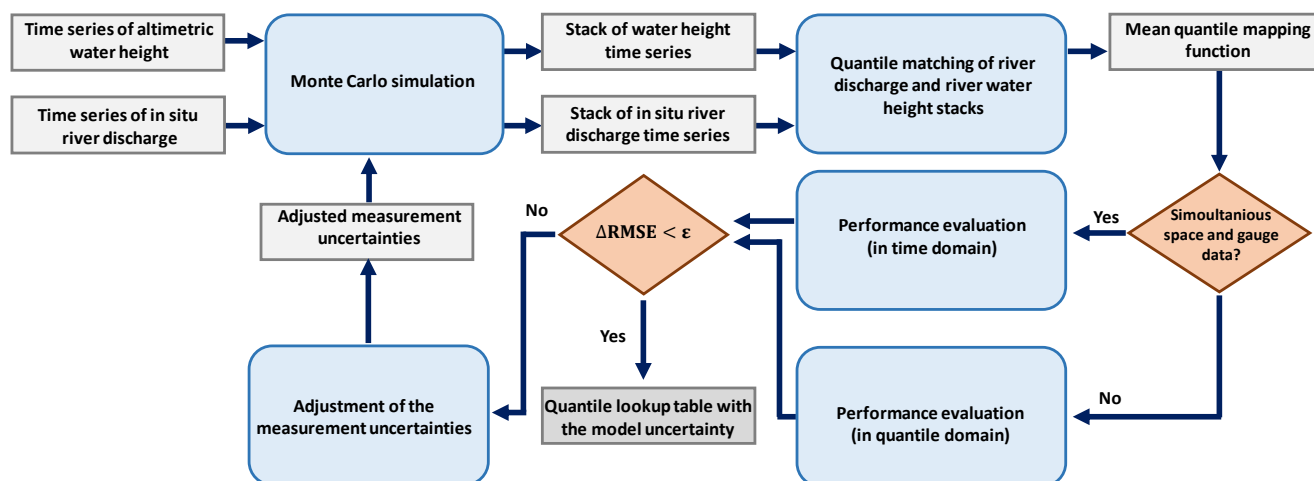 Time series of altimetric
water height
Time series of in situ
river discharge
Monte Carlo simulation
Stack of water height
time series
Stack of in situ river
discharge time series
Quantile matching of river
discharge and river water
height stacks
Mean quantile mapping
function
Simoultanious
space and gauge
data?
Yes
No
Performance evaluation
(in time domain)
Performance evaluation
(in quantile domain)
ΔRMSE < ε
No
Yes
Quantile lookup table with
the model uncertainty
Adjustment of the
measurement uncertainties
Adjusted measurement
uncertainties